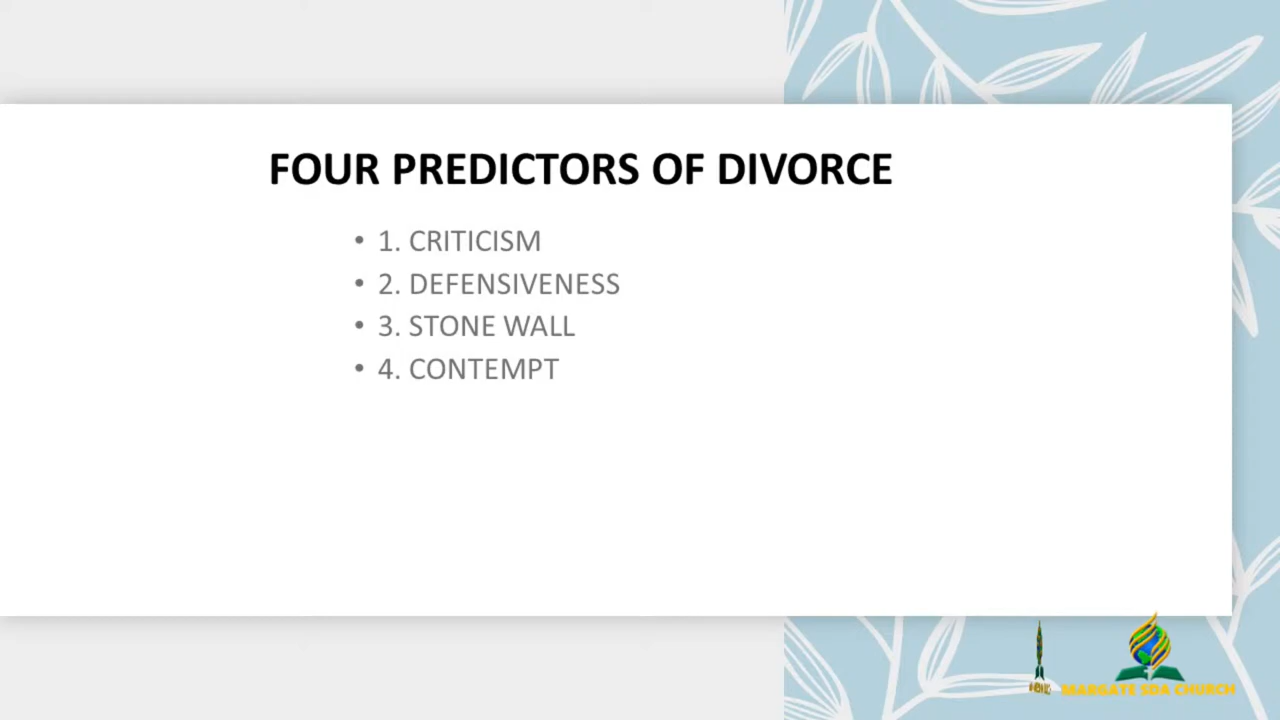 FOUR PREDICTORS OF DIVORCE
• 1. CRITICISM
• 2. DEFENSIVENESS
• 3. STONE WALL
• 4. CONTEMPT
MARGATE SDA CHURCH